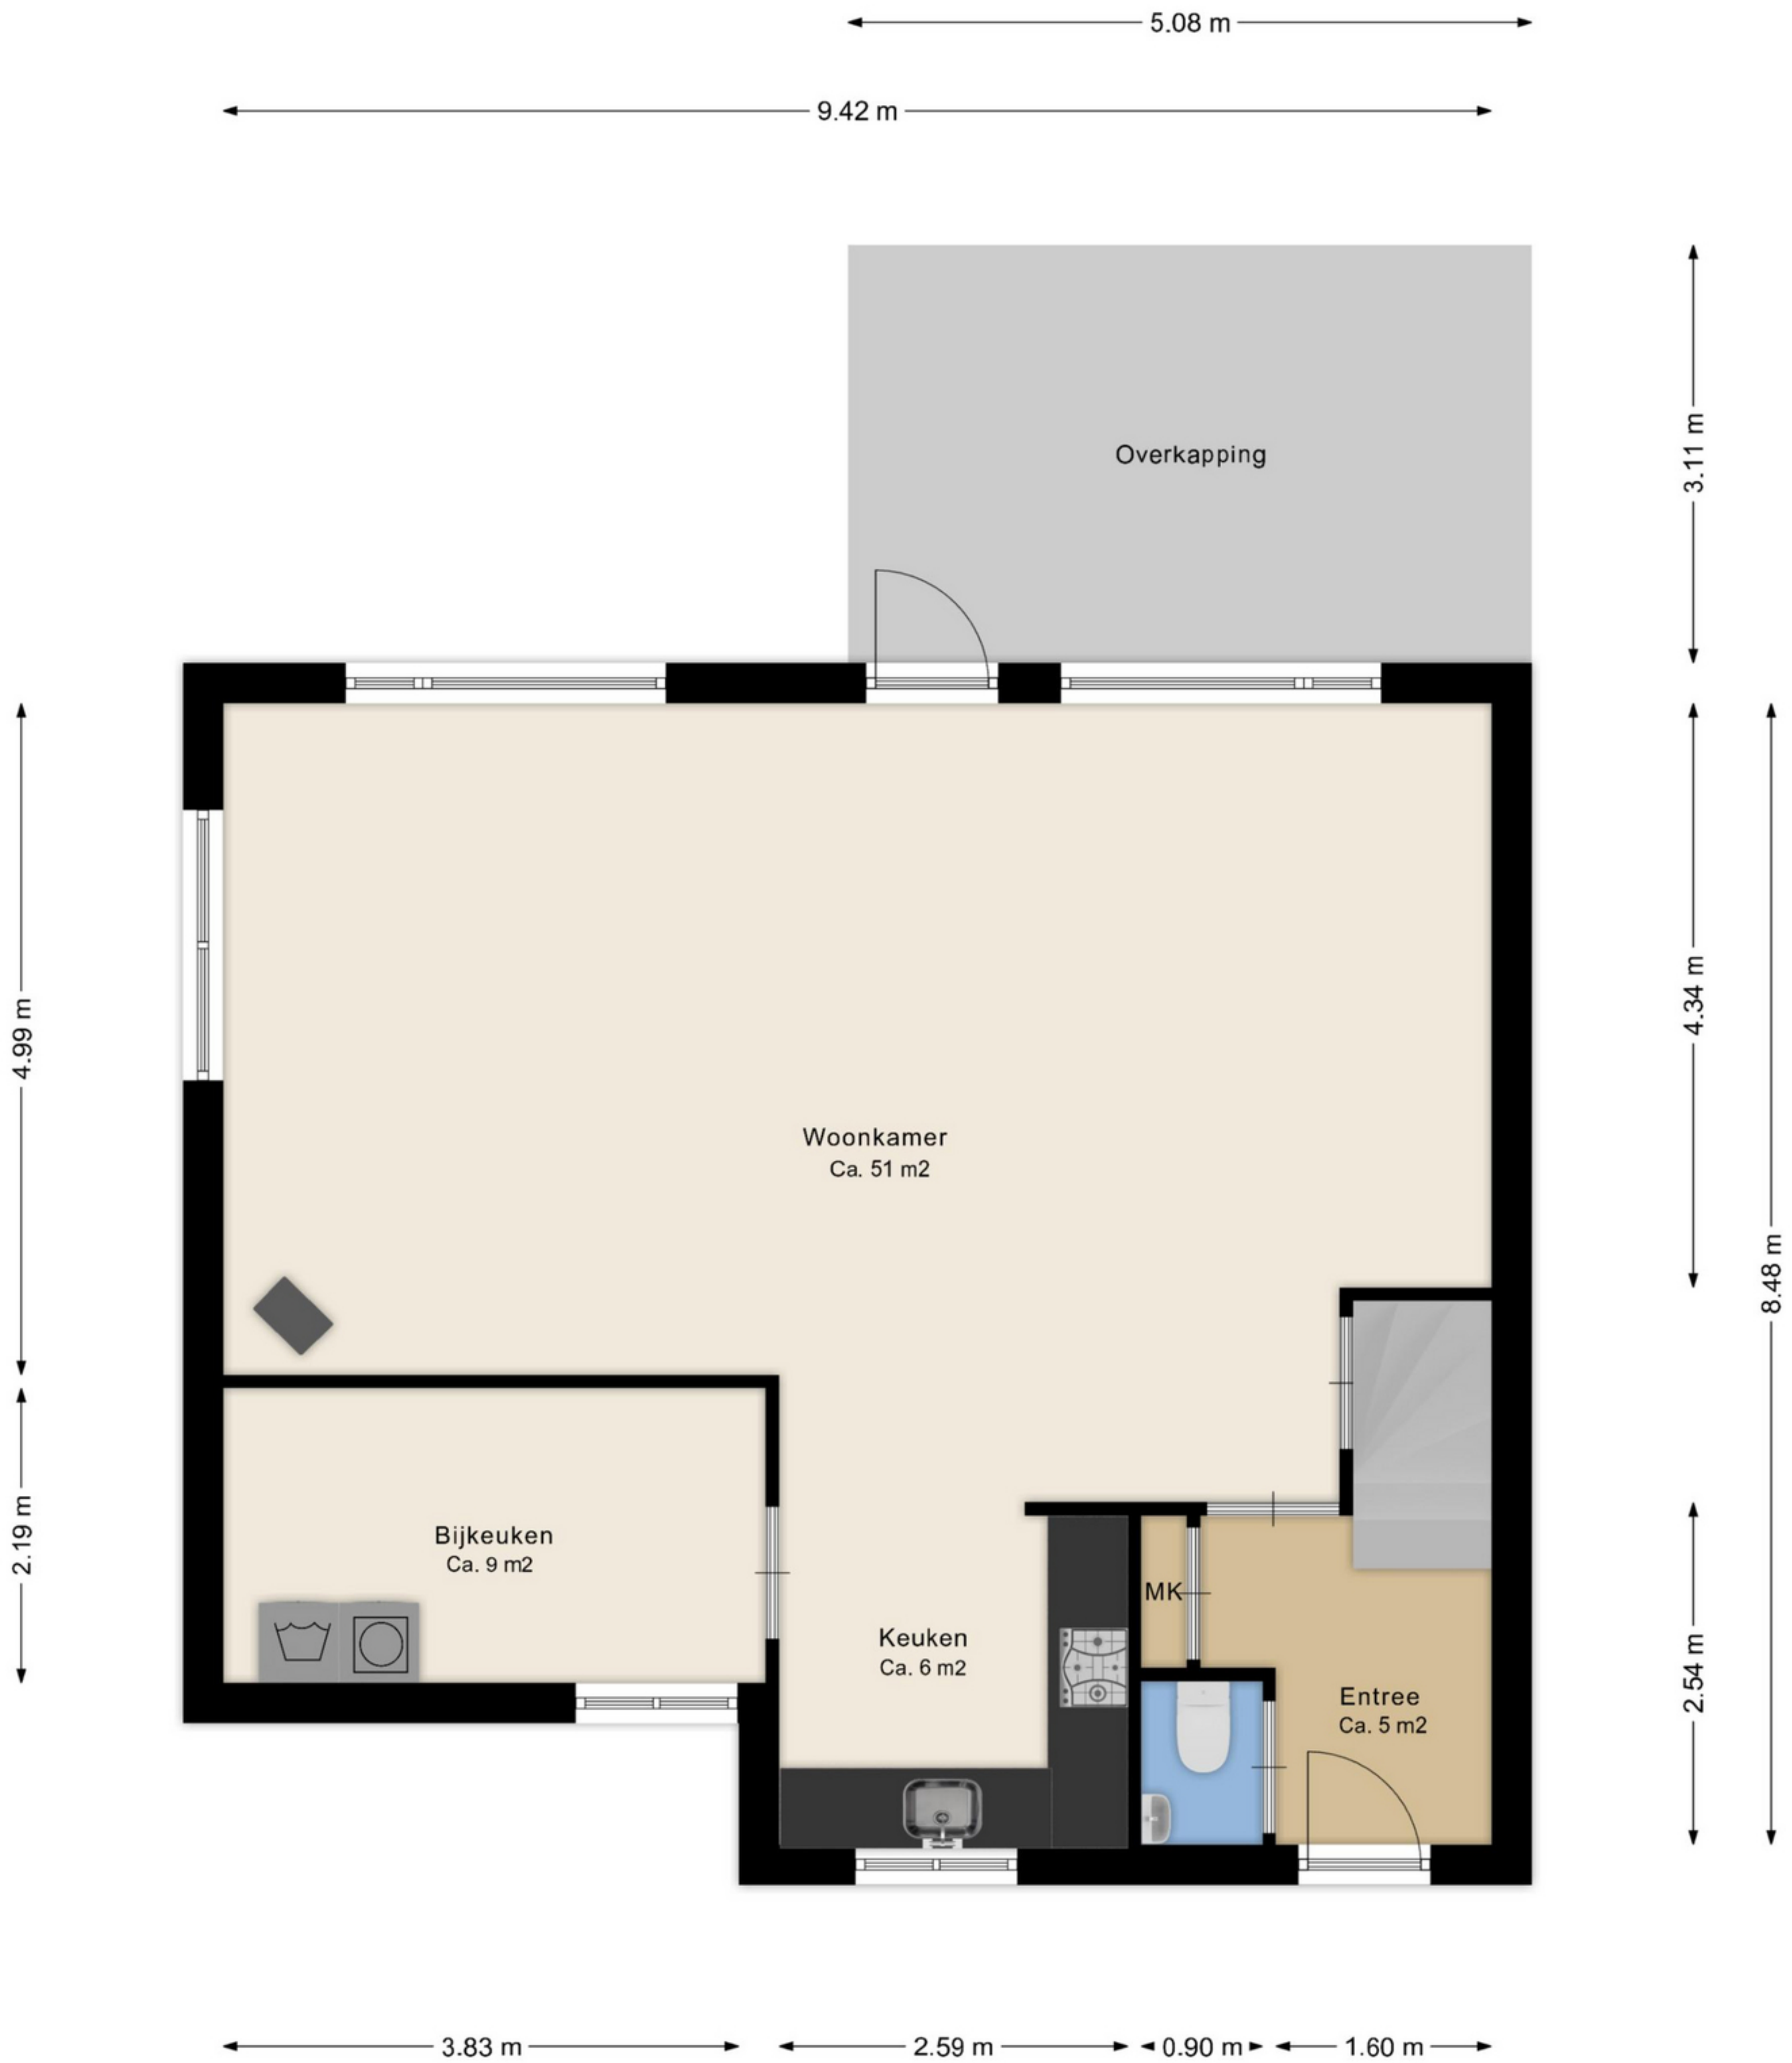 5.08 m
9.42 m
Overkapping
3.11 m
4.99 m
4.34 m
Woonkamer
Ca. 51 m2
8.48 m
2.19 m
Bijkeuken
Ca. 9 m2
MK
Keuken
Ca. 6 m2
2.54 m
Entree
Ca. 5 m2
3.83 m
2.59 m
0.90 m
1.60 m